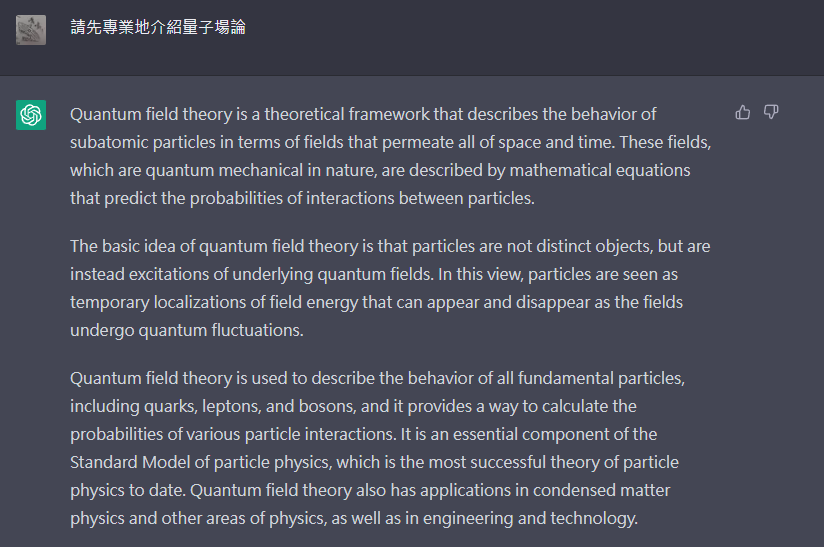 請先專業地介紹量子場論
Quantum field theory is a theoretical framework that describes the behavior of
subatomic particles in terms of fields that permeate all of space and time. These fields,
which are quantum mechanical in nature, are described by mathematical equations
that predict the probabilities of interactions between particles.
The basic idea of quantum field theory is that particles are not distinct objects, but are
instead excitations of underlying quantum fields. In this view, particles are seen as
temporary localizations of field energy that can appear and disappear as the fields
undergo quantum fluctuations.
Quantum field theory is used to describe the behavior of all fundamental particles,
including quarks, leptons, and bosons, and it provides a way to calculate the
probabilities of various particle interactions. It is an essential component of the
Standard Model of particle physics, which is the most successful theory of particle
physics to date. Quantum field theory also has applications in condensed matter
physics and other areas of physics, as well as in engineering and technology.